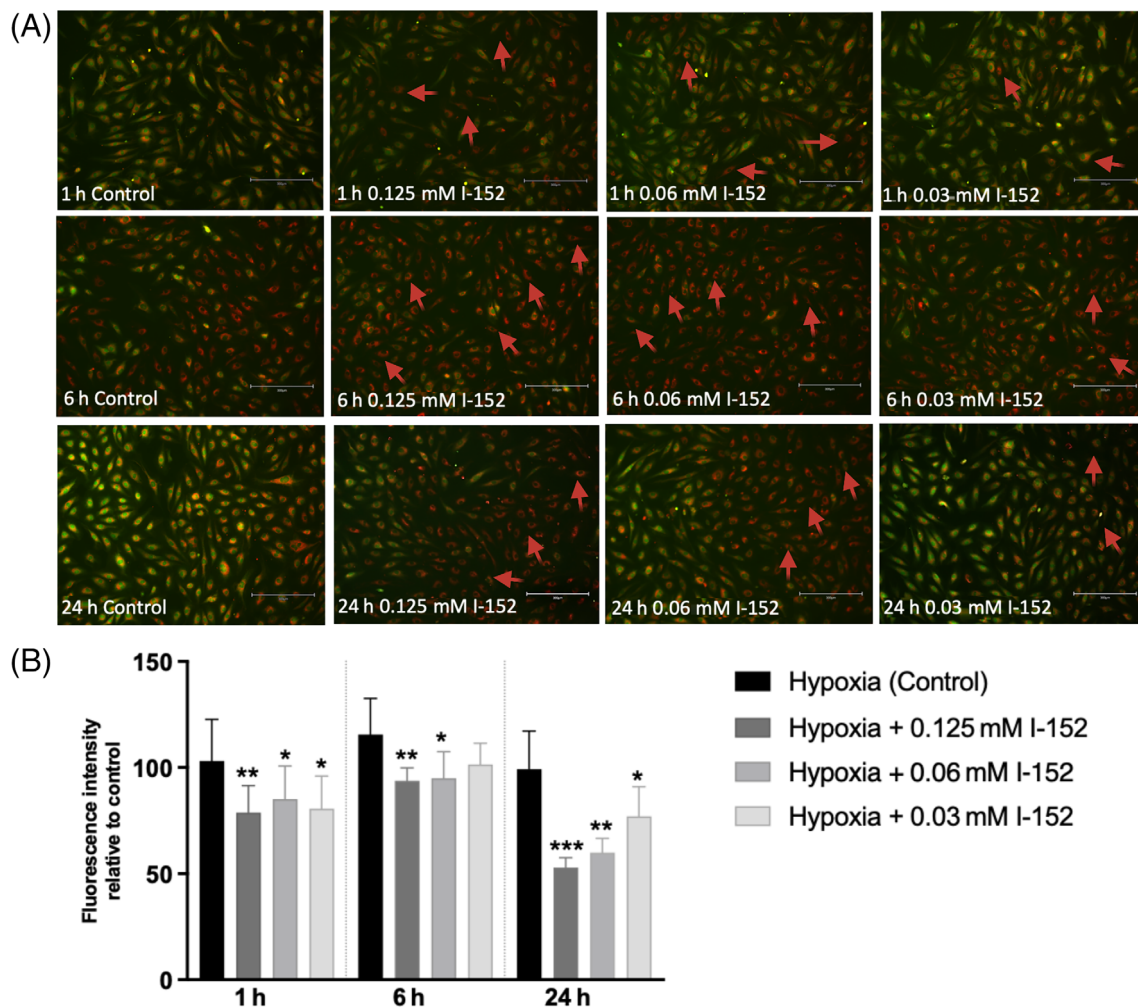 (A)
1 h Control
1 h 0.125 mM I-152
1 h 0.06 mM I-152
1 h 0.03 mM I-152
6 h Control
6 h 0.125 mM I-152
6 h 0.06 mM I-152
6 h 0.03 mM I-152
24 h Control
24 h 0.125 mM I-152
24 h 0.06 mM I-152
24 h 0.03 mM I-152
(B)
Fluorescence intensity
relative to control
150
100
50
0
** * *
** *
*** ** *
1 h
6 h
24 h
Hypoxia (Control)
Hypoxia + 0.125 mM I-152
Hypoxia + 0.06 mM I-152
Hypoxia + 0.03 mM I-152